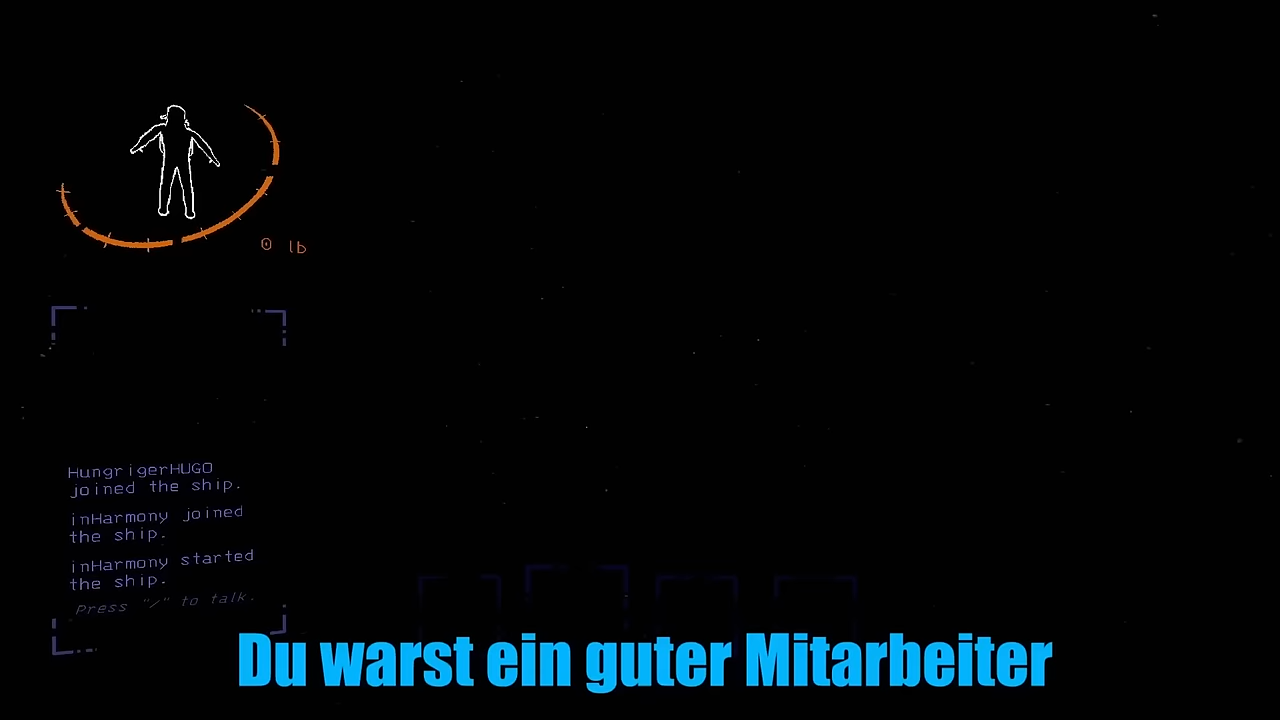 0 lb
HungrigerHUGO
joined the ship.
inHarmony joined
the ship.
inHarmony started
the ship.
Press "/" to talk.
Du warst ein guter Mitarbeiter